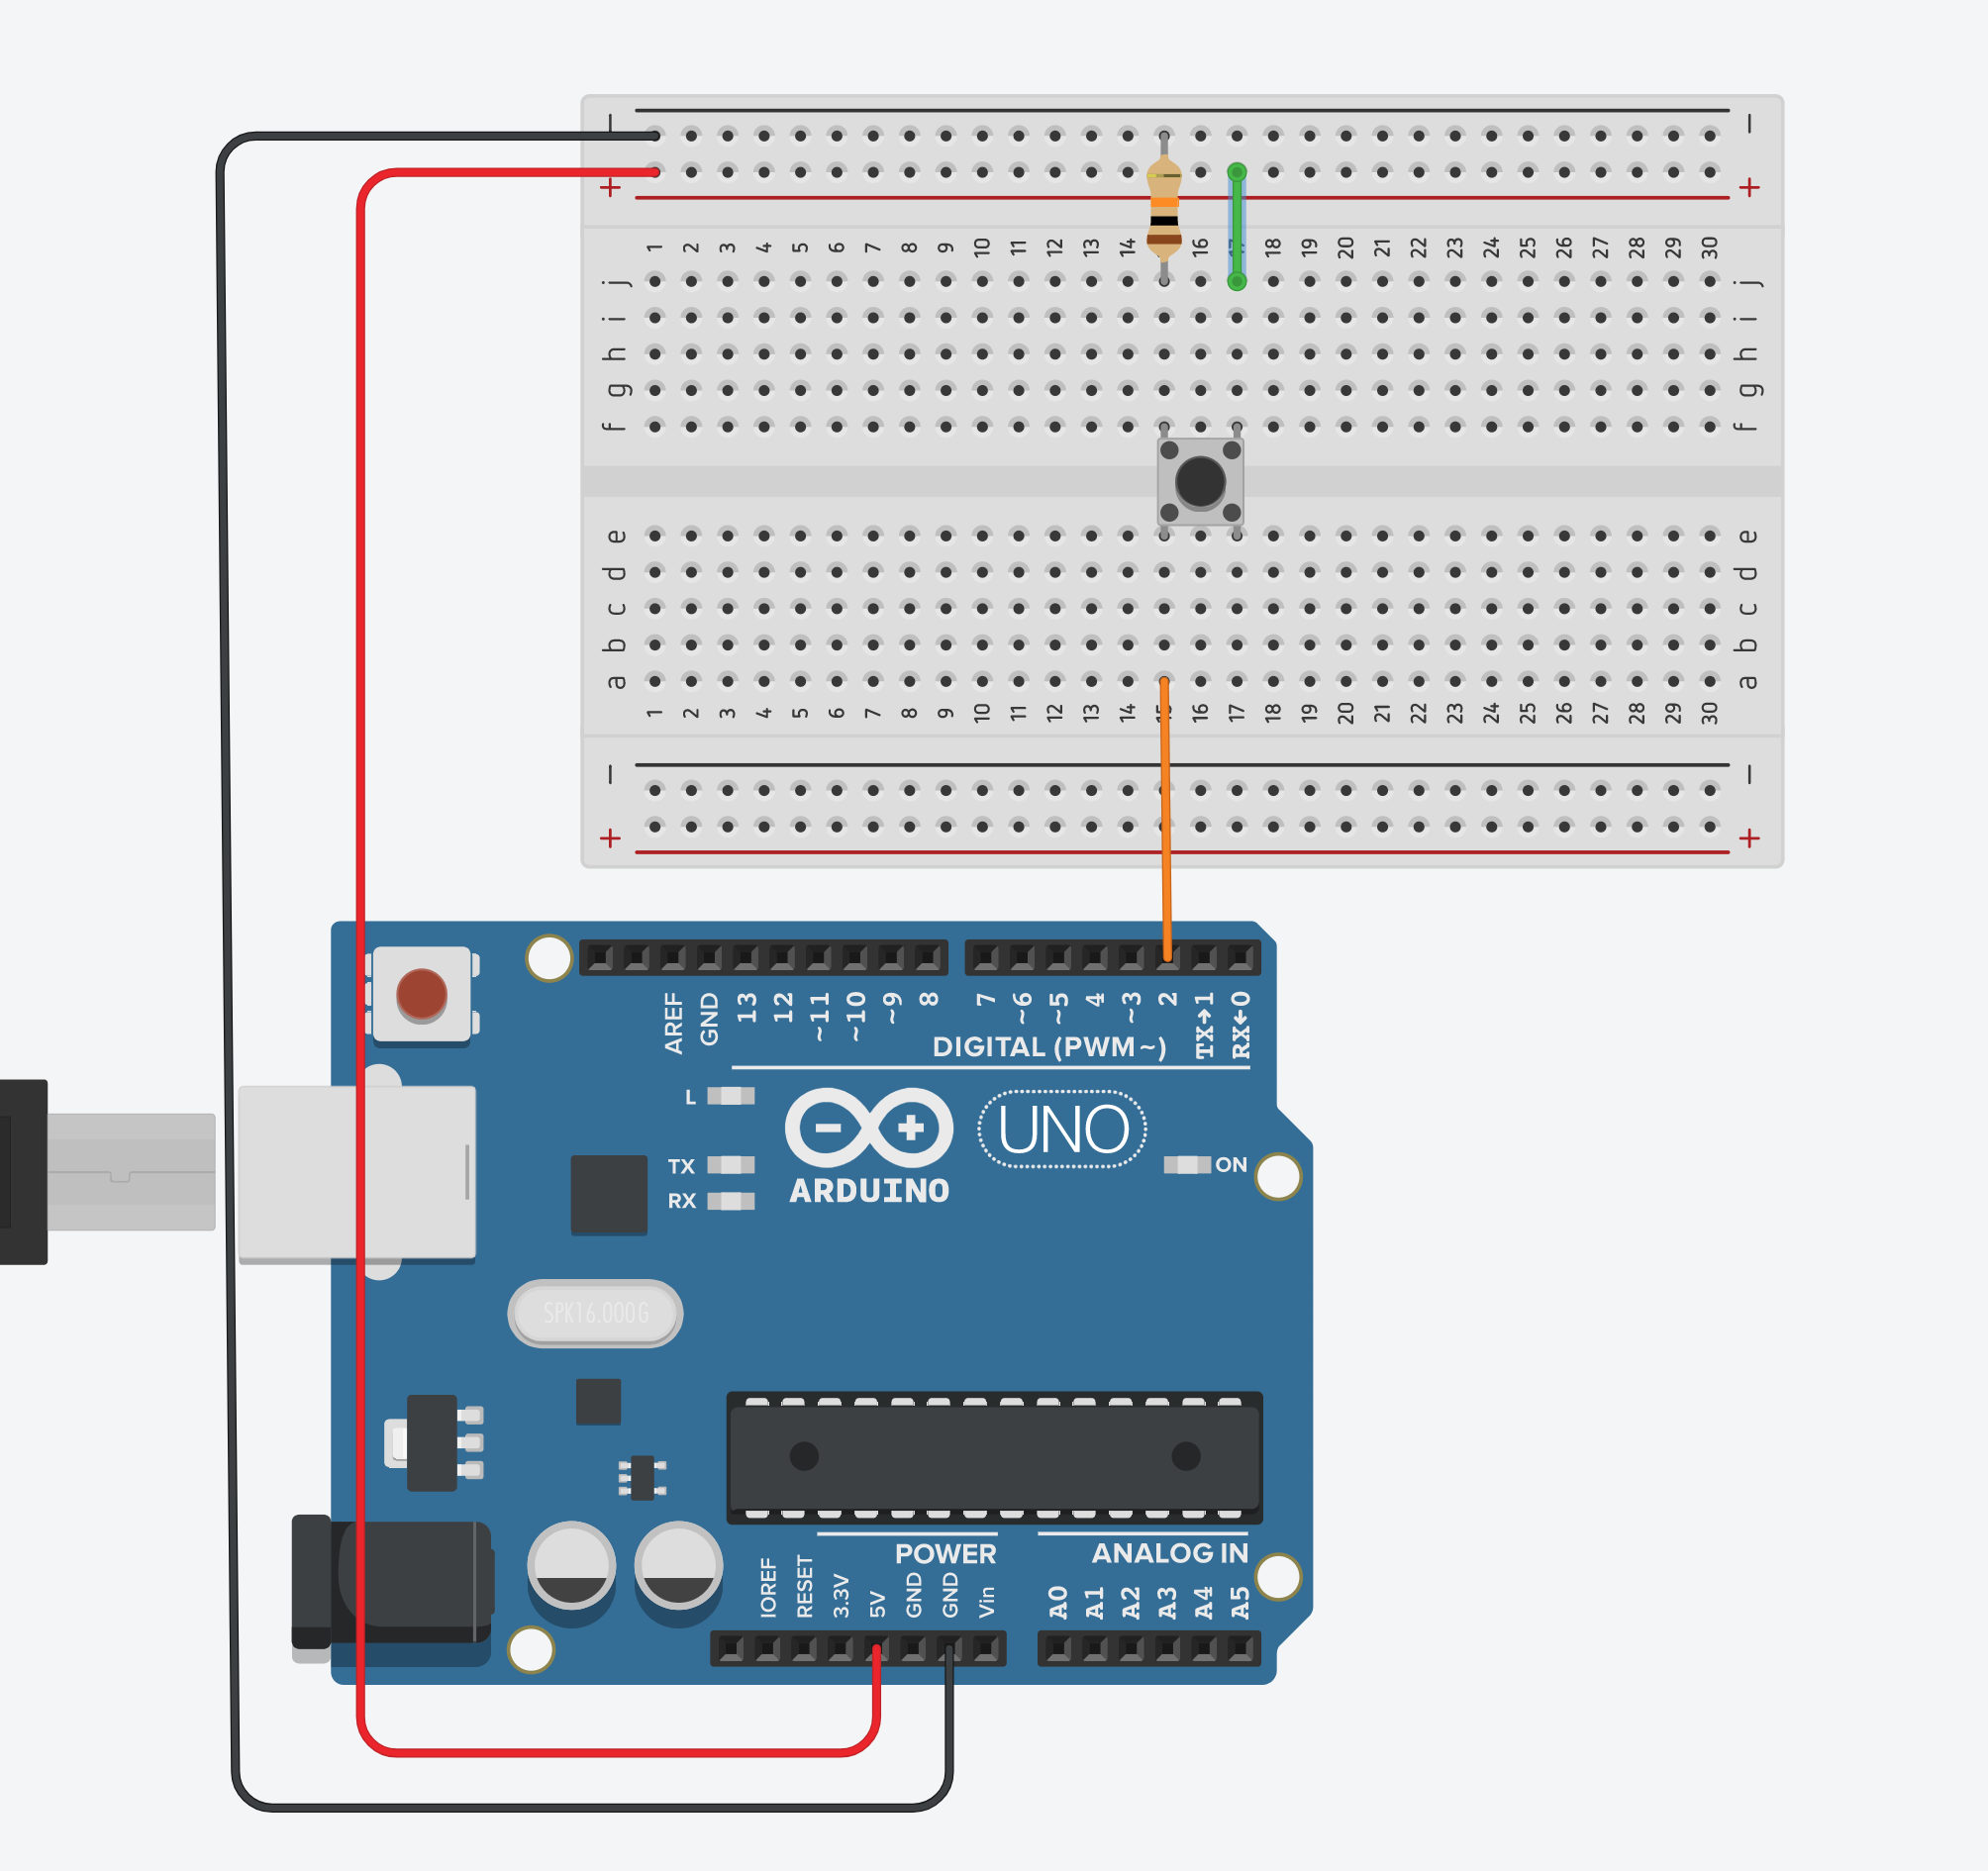 − −
+ +
1 2 3 4 5 6 7 8 9 10 11 12 13 14 16 18 19 20 21 22 23 24 25 26 27 28 29 30
j j
i i
h h
g g
f f
e e
d d
c c
b b
a a
1 2 3 4 5 6 7 8 9 10 11 12 13 14 15 16 17 18 19 20 21 22 23 24 25 26 27 28 29 30
− −
+ +
AREF GND 13 12 ~11 ~10 ~9 8 7 ~6 ~5 4 ~3 2 TX→1 RX←0
DIGITAL (PWM~)
L
UNO
TX
ON
ARDUINO
RX
SPK16.000G
POWER ANALOG IN
IOREF RESET 3.3V 5V GND GND Vin A0 A1 A2 A3 A4 A5